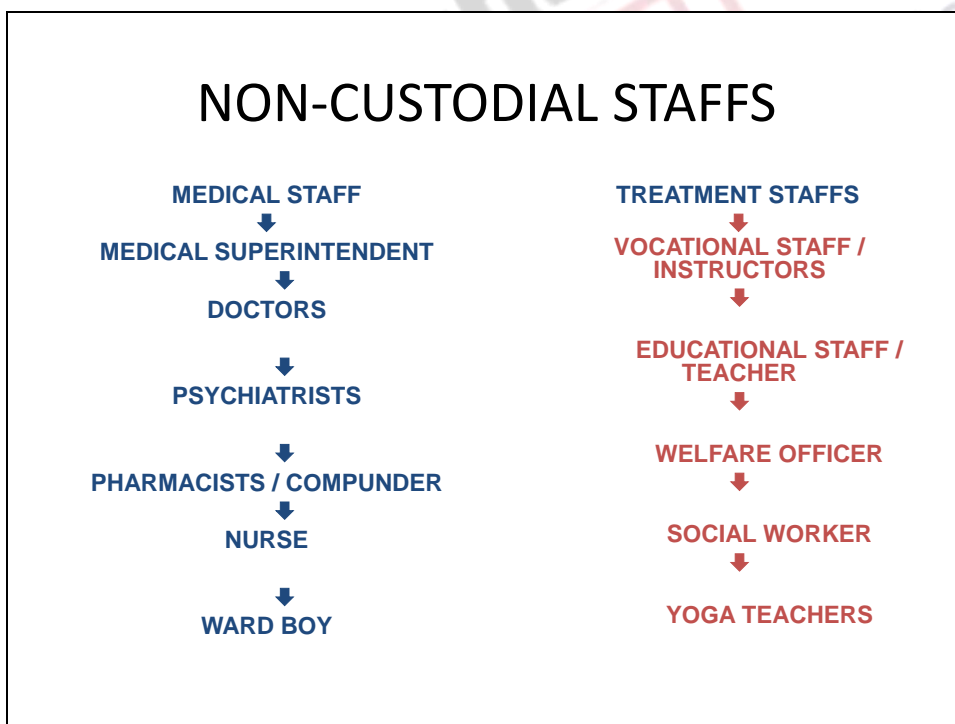 NON-CUSTODIAL STAFFS
MEDICAL STAFF
MEDICAL SUPERINTENDENT
DOCTORS
PSYCHIATRISTS
PHARMACISTS / COMPUNDER
NURSE
WARD BOY
TREATMENT STAFFS
VOCATIONAL STAFF /
INSTRUCTORS
EDUCATIONAL STAFF /
TEACHER
WELFARE OFFICER
SOCIAL WORKER
YOGA TEACHERS